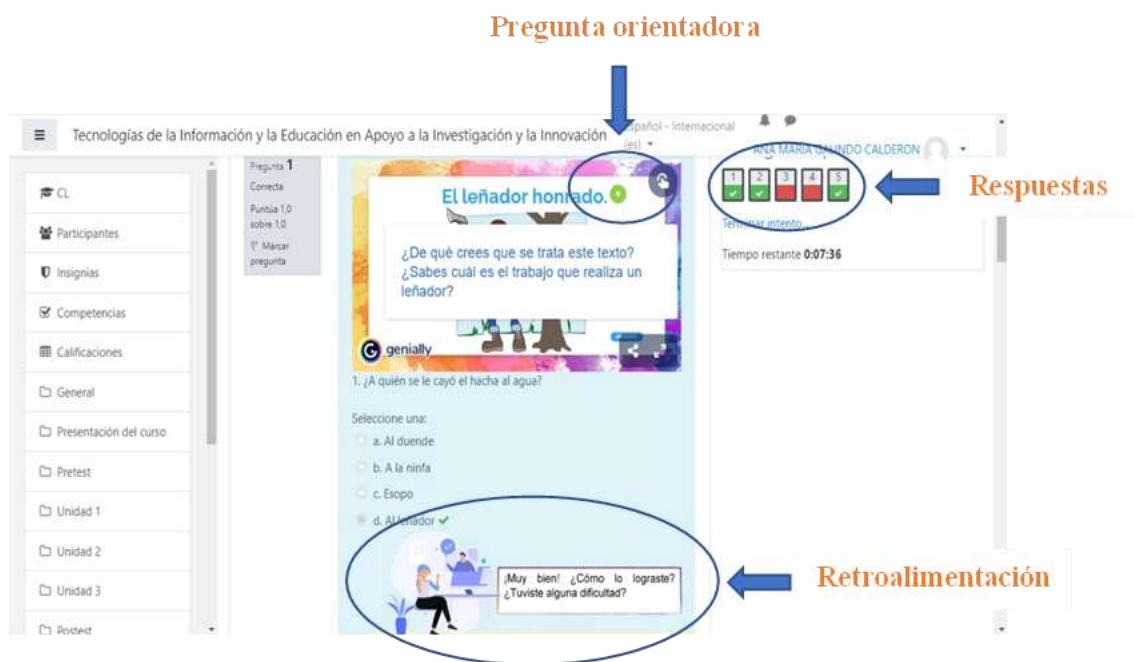 Pregunta orientadora
Tecnologías de la Información y la Educación en Apoyo a la Investigación y la Innovación
Español - Internacional
(es)
ANA MARIA GALINDO CALDERON
CL
Participantes
Insignias
Competencias
Calificaciones
General
Presentación del curso
Pretest
Unidad 1
Unidad 2
Unidad 3
Postest
Pregunta 1
Correcta
Puntúa 1,0
sobre 1,0
Marcar
pregunta
El leñador honrado.
¿De qué crees que se trata este texto?
¿Sabes cuál es el trabajo que realiza un
leñador?
genially
1. ¿A quién se le cayó el hacha al agua?
Seleccione una:
a. Al duende
b. A la ninfa
c. Esopo
d. Al leñador
¡Muy bien! ¿Cómo lo lograste?
¿Tuviste alguna dificultad?
1 2 3 4 5
Terminar intento...
Tiempo restante 0:07:36
Respuestas
Retroalimentación